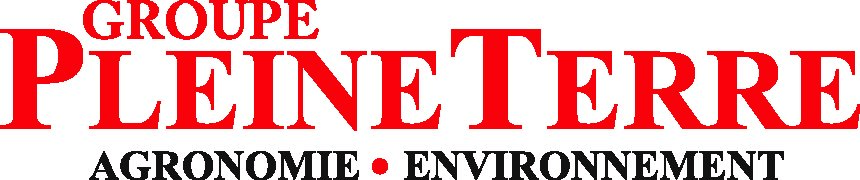 GROUPE
PLEINETERRE
AGRONOMIE • ENVIRONNEMENT